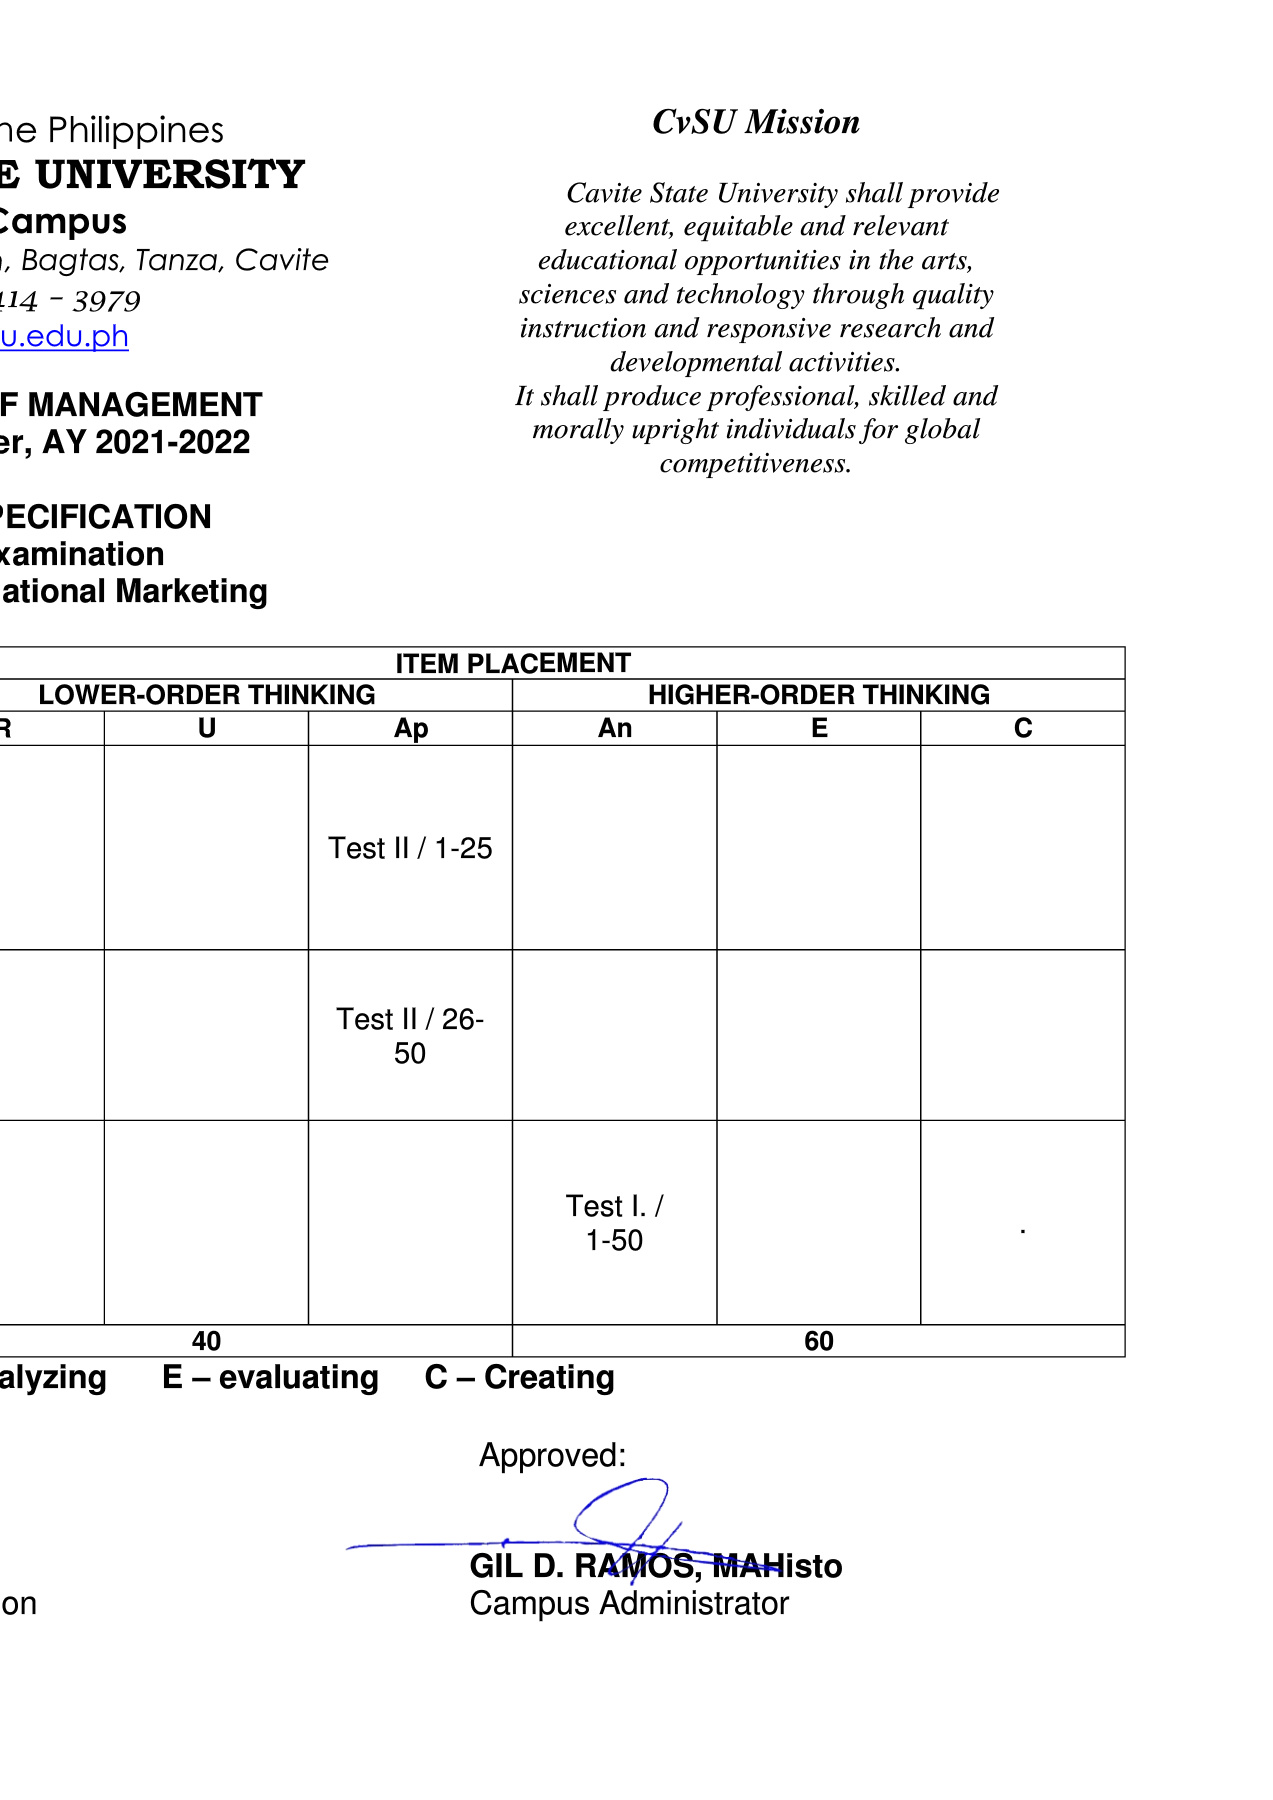 ne Philippines
E UNIVERSITY
Campus
, Bagtas, Tanza, Cavite
414 – 3979
u.edu.ph
F MANAGEMENT
er, AY 2021-2022
PECIFICATION
xamination
ational Marketing
CvSU Mission
Cavite State University shall provide
excellent, equitable and relevant
educational opportunities in the arts,
sciences and technology through quality
instruction and responsive research and
developmental activities.
It shall produce professional, skilled and
morally upright individuals for global
competitiveness.
ITEM PLACEMENT
LOWER-ORDER THINKING HIGHER-ORDER THINKING
R U Ap An E C
Test II / 1-25
Test II / 26-
50
Test I. /
1-50
.
40 60
alyzing E – evaluating C – Creating
Approved:
GIL D. RAMOS, MAHisto
on Campus Administrator